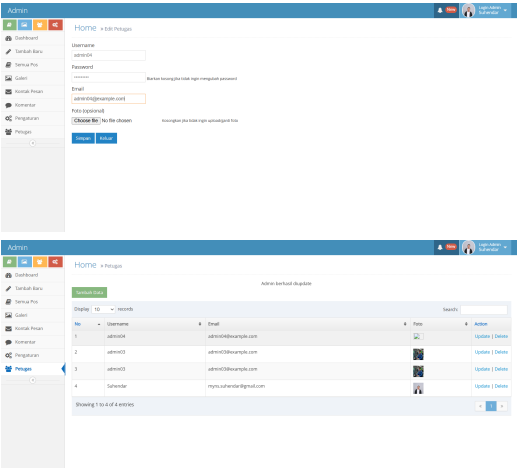 Admin
New
Login Admin
Suhendar
Dashboard
Tambah Baru
Semua Pos
Galeri
Kontak Pesan
Komentar
Pengaturan
Petugas
Home » Edit Petugas
Username
admin04
Password
Biarkan kosong jika tidak ingin mengubah password
Email
admin04@example.com
Foto (opsional)
Choose file No file chosen
Kosongkan jika tidak ingin upload/ganti foto
Simpan Keluar
Admin
New
Login Admin
Suhendar
Dashboard
Tambah Baru
Semua Pos
Galeri
Kontak Pesan
Komentar
Pengaturan
Petugas
Home » Petugas
Admin berhasil diupdate
Tambah Data
Display 10 records
Search:
No Username Email Foto Action
1 admin04 admin04@example.com Update | Delete
2 admin03 admin03@example.com Update | Delete
3 admin03 admin03@example.com Update | Delete
4 Suhendar myns.suhendar@gmail.com Update | Delete
Showing 1 to 4 of 4 entries
1